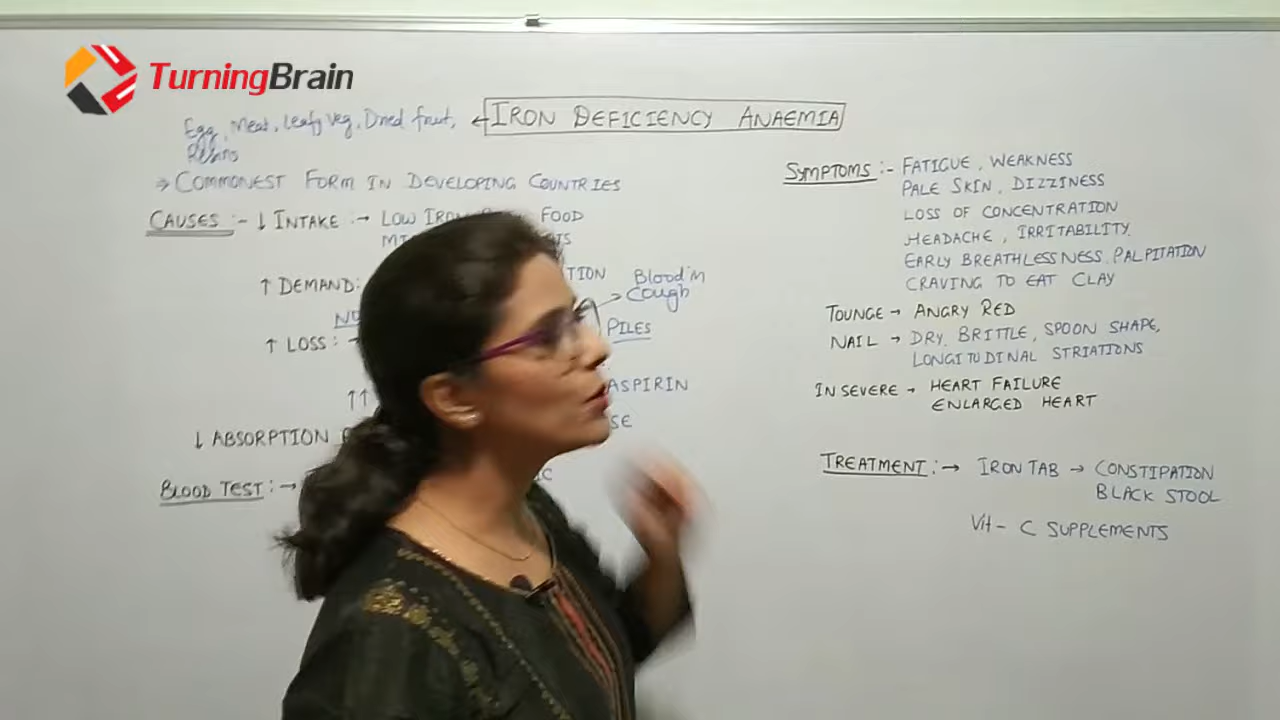 TurningBrain
Egg, Meat, Leafy Veg, Dried fruit, ← IRON DEFICIENCY ANAEMIA
⇒ COMMONEST FORM IN DEVELOPING COUNTRIES
CAUSES :- ↓ INTAKE :→ LOW IRON FOOD
↑ DEMAND:
Blood in
Cough
↑ LOSS : →
PILES
↑↑ ASPIRIN
↓ ABSORPTION
BLOOD TEST :→
SYMPTOMS :- FATIGUE, WEAKNESS
PALE SKIN, DIZZINESS
LOSS OF CONCENTRATION
HEADACHE, IRRITABILITY.
EARLY BREATHLESSNESS, PALPITATION
CRAVING TO EAT CLAY
TOUNGE → ANGRY RED
NAIL → DRY, BRITTLE, SPOON SHAPE,
LONGITODINAL STRIATIONS
IN SEVERE → HEART FAILURE
ENLARGED HEART
TREATMENT :→ IRON TAB → CONSTIPATION
BLACK STOOL
Vit - C SUPPLEMENTS